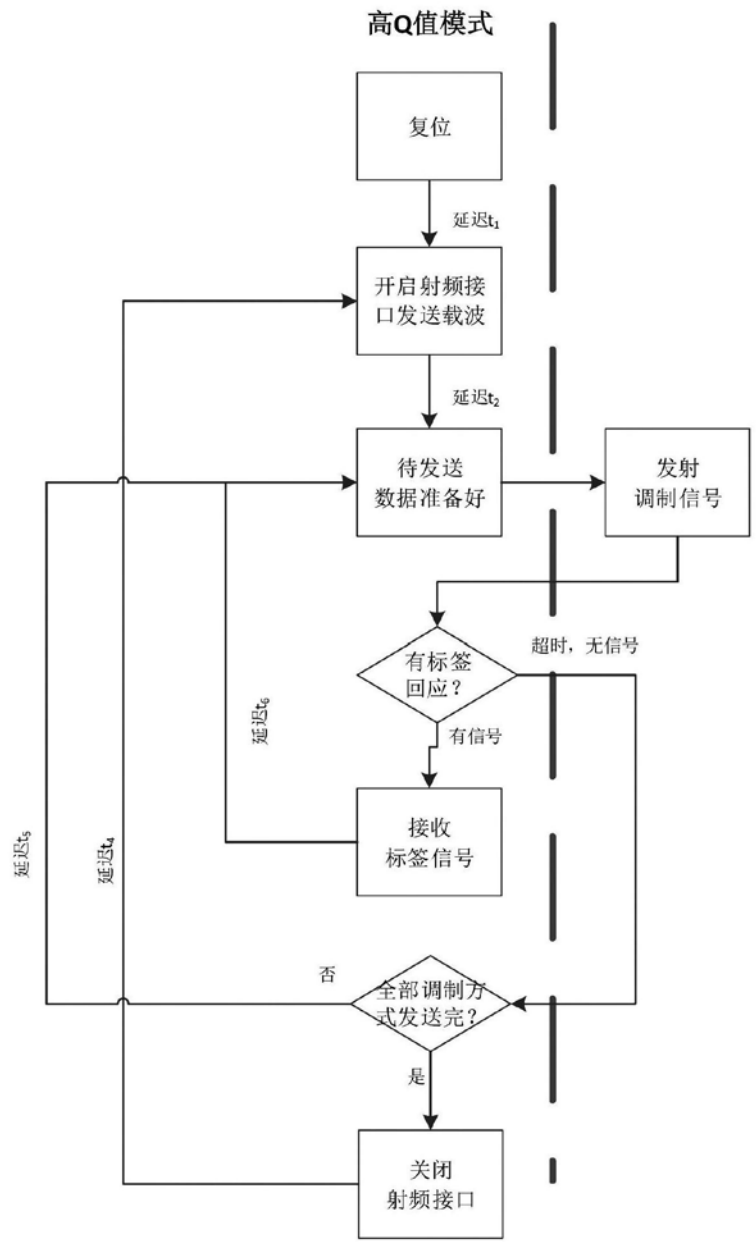 高Q值模式
复位
延迟t₁
开启射频接
口发送载波
延迟t₂
待发送
数据准备好
发射
调制信号
有标签
回应？
超时，无信号
延迟t₆
有信号
接收
标签信号
延迟t₅
延迟t₄
否
全部调制方
式发送完？
是
关闭
射频接口